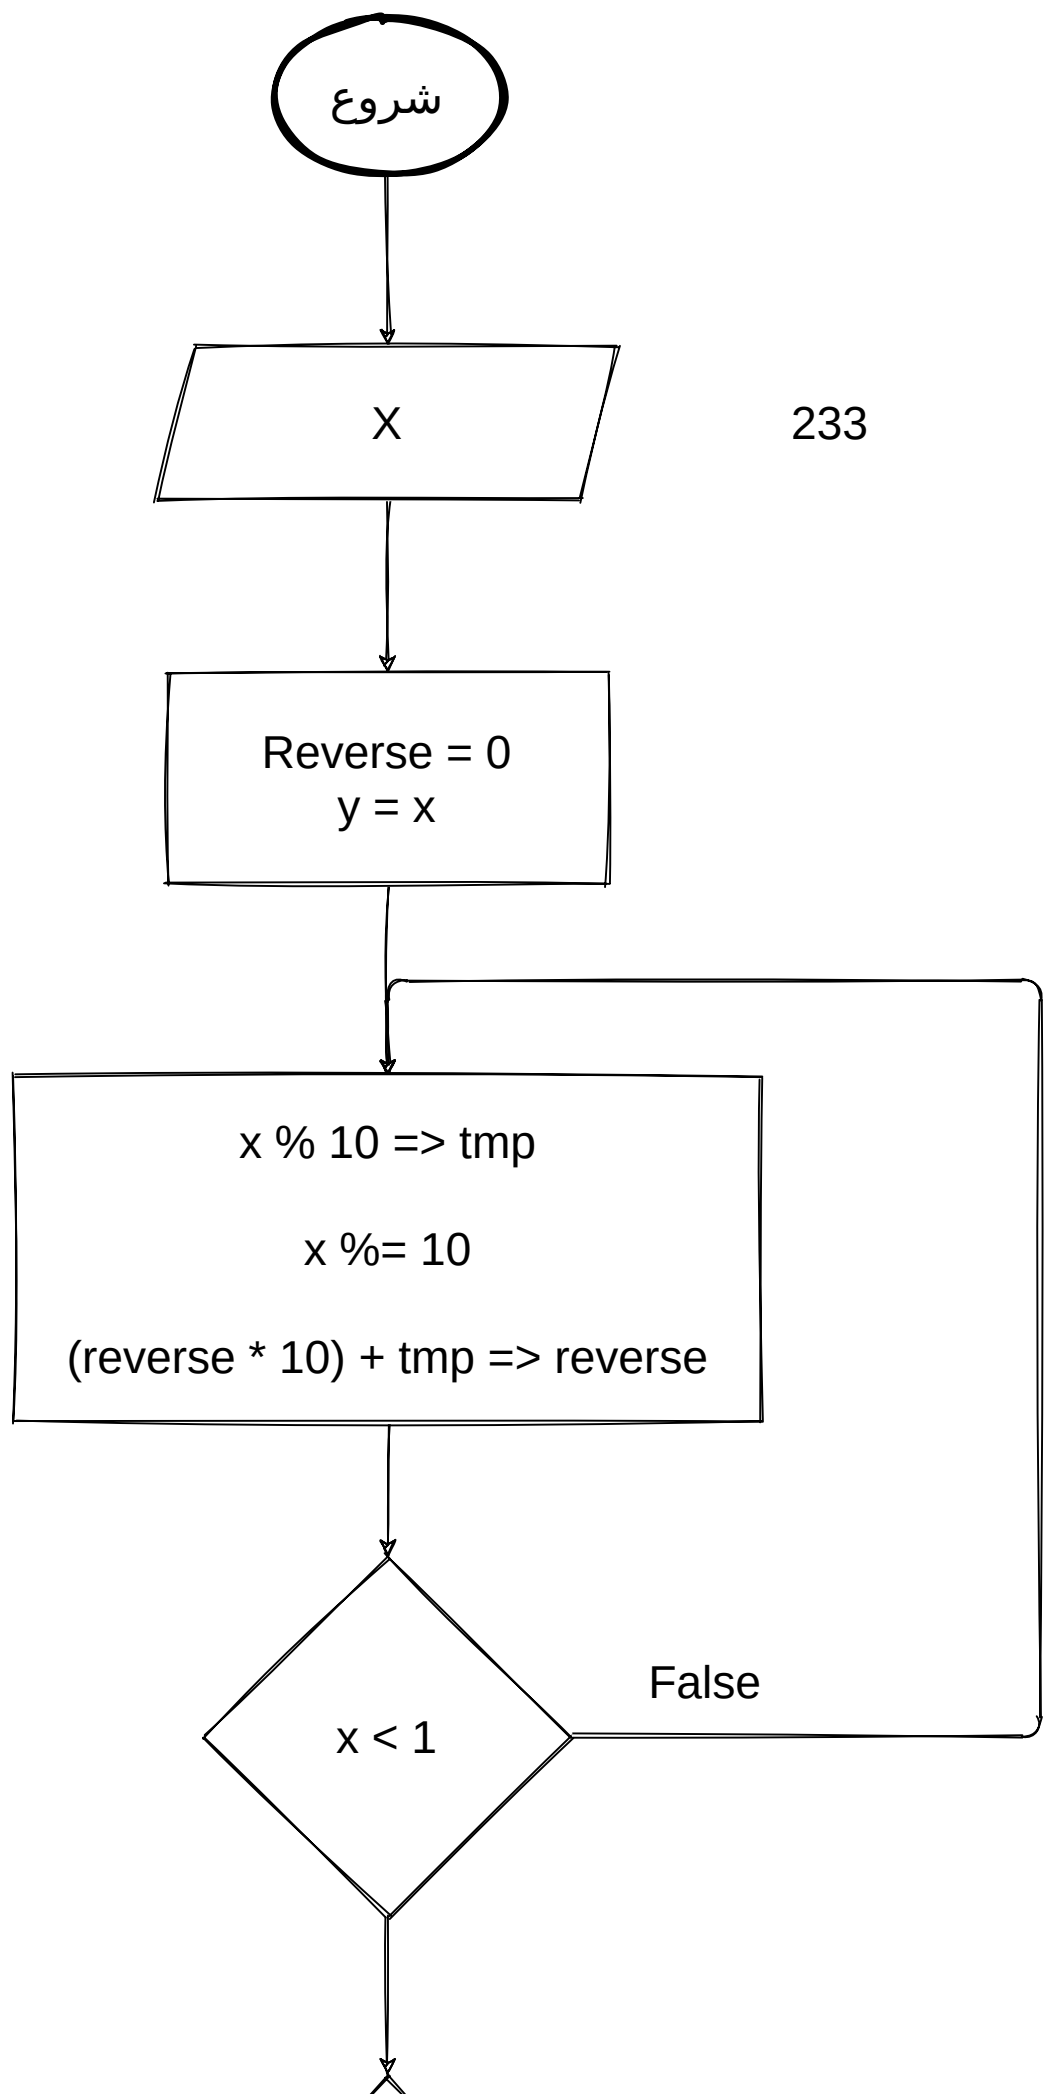 شروع
X
233
Reverse = 0
y = x
x % 10 => tmp
x %= 10
(reverse * 10) + tmp => reverse
x < 1
False